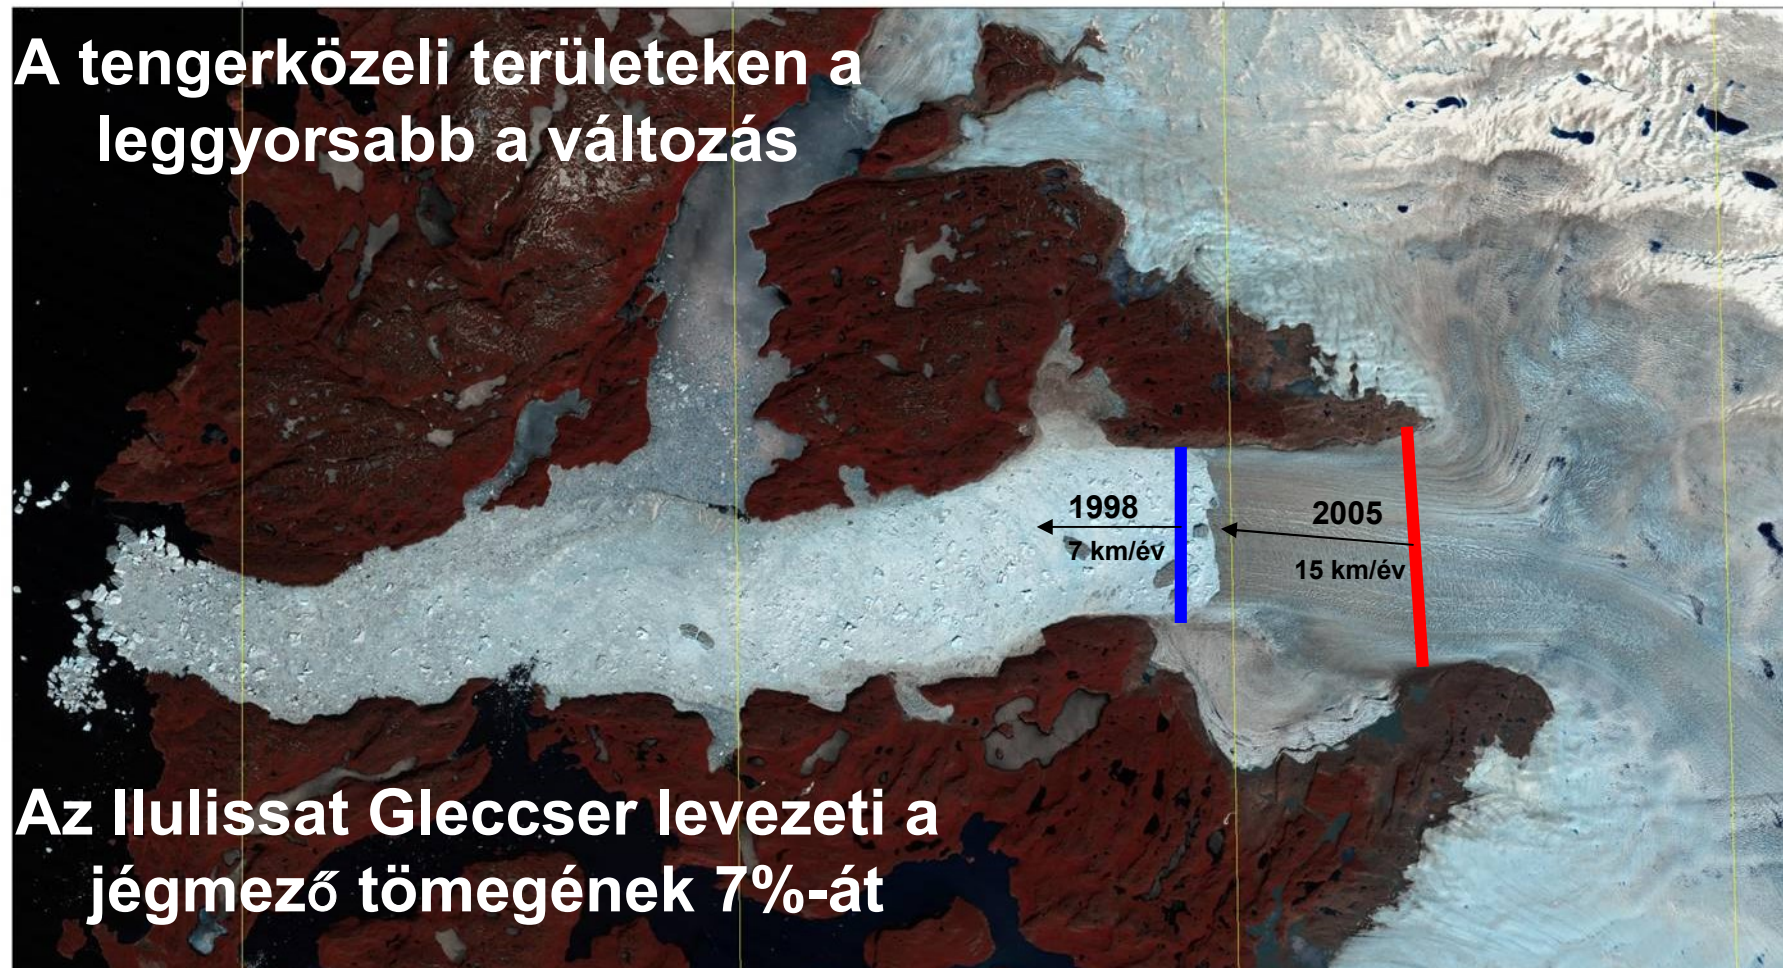 A tengerközeli területeken a
leggyorsabb a változás
1998
7 km/év
2005
15 km/év
Az Ilulissat Gleccser levezeti a
jégmező tömegének 7%-át